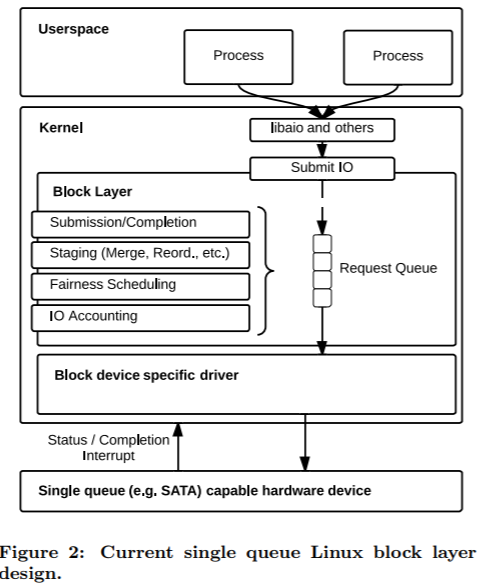 Userspace
Process
Process
Kernel
libaio and others
Submit IO
Block Layer
Submission/Completion
Staging (Merge, Reord., etc.)
Fairness Scheduling
IO Accounting
Request Queue
Block device specific driver
Status / Completion
Interrupt
Single queue (e.g. SATA) capable hardware device
Figure 2: Current single queue Linux block layer
design.